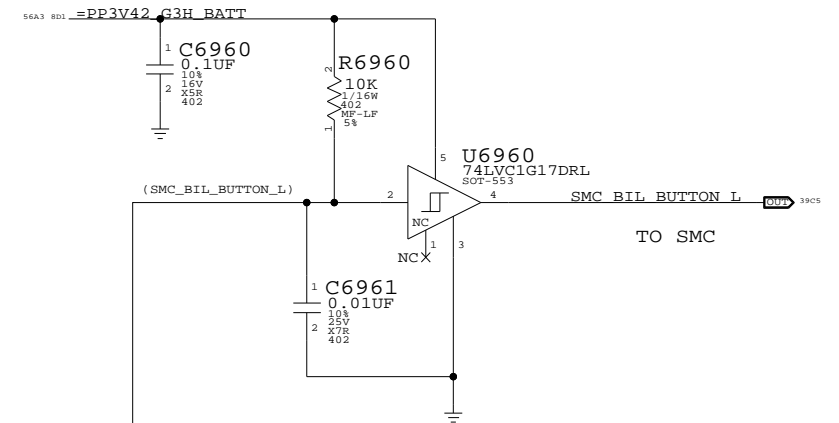 56A3 8D1 =PP3V42_G3H_BATT
1 C6960
0.1UF
10%
16V
2 X5R
402
2 R6960
10K
1/16W
402
MF-LF
5%
1
5 U6960
74LVC1G17DRL
SOT-553
(SMC_BIL_BUTTON_L)
2
4 SMC_BIL_BUTTON_L OUT 39C5
NC
NC 1 3
TO SMC
1 C6961
0.01UF
10%
25V
2 X7R
402